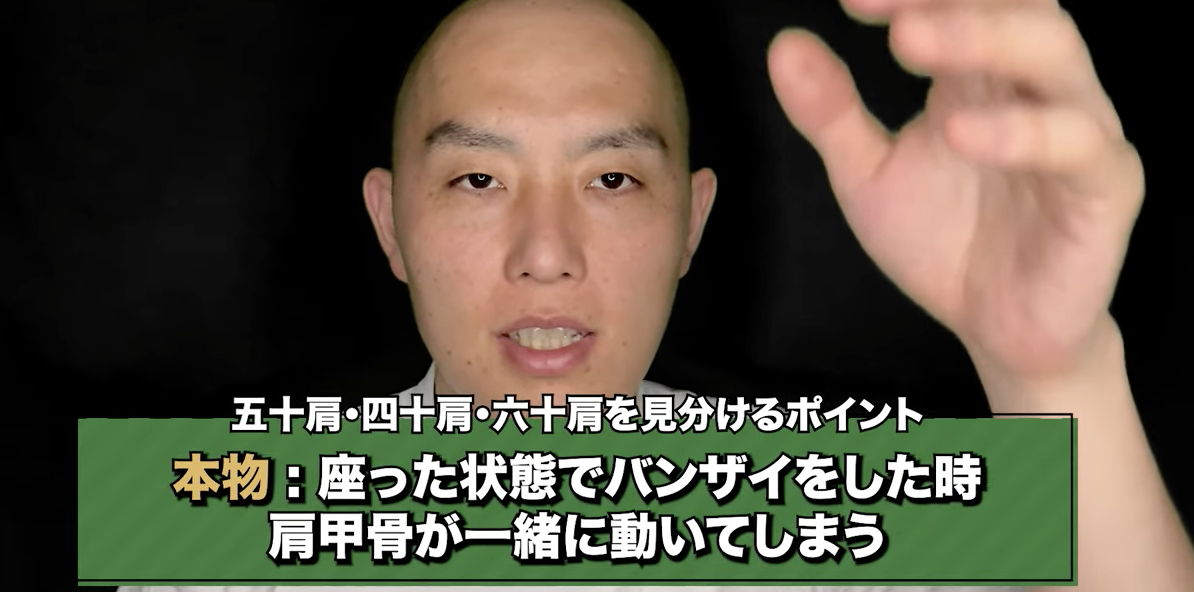 五十肩・四十肩・六十肩を見分けるポイント
本物：座った状態でバンザイをした時
肩甲骨が一緒に動いてしまう